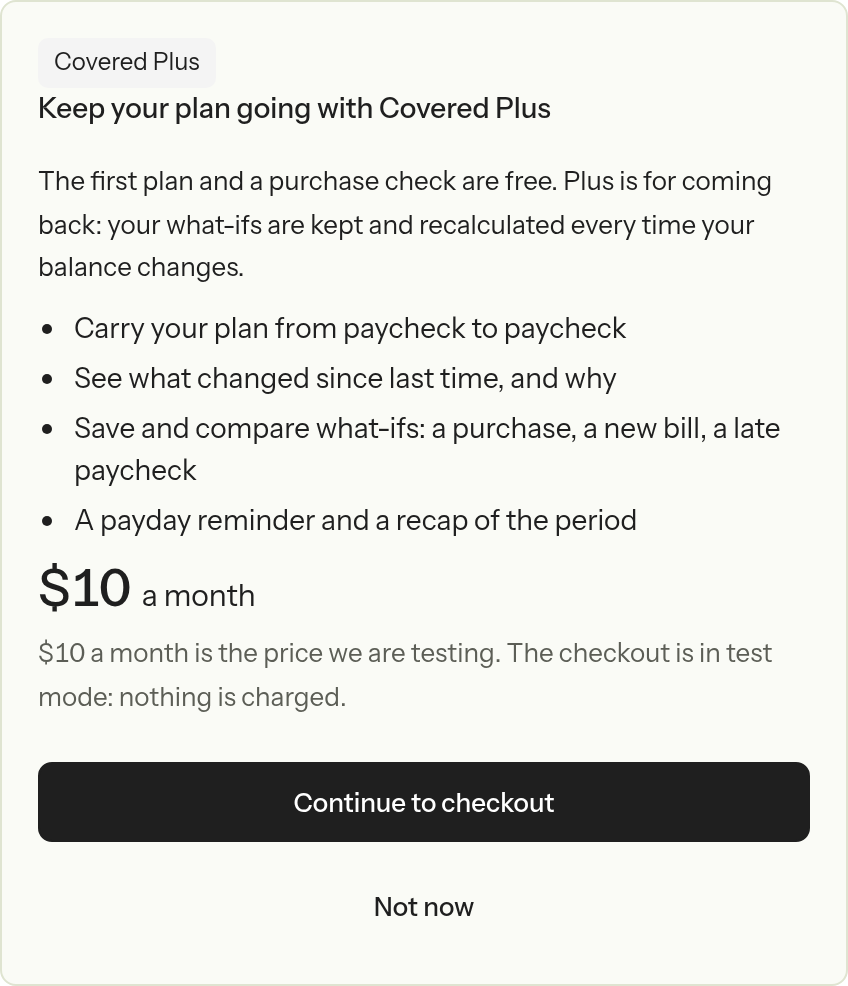 Covered Plus
Keep your plan going with Covered Plus
The first plan and a purchase check are free. Plus is for coming
back: your what-ifs are kept and recalculated every time your
balance changes.
Carry your plan from paycheck to paycheck
See what changed since last time, and why
Save and compare what-ifs: a purchase, a new bill, a late
paycheck
A payday reminder and a recap of the period
$10 a month
$10 a month is the price we are testing. The checkout is in test
mode: nothing is charged.
Continue to checkout
Not now